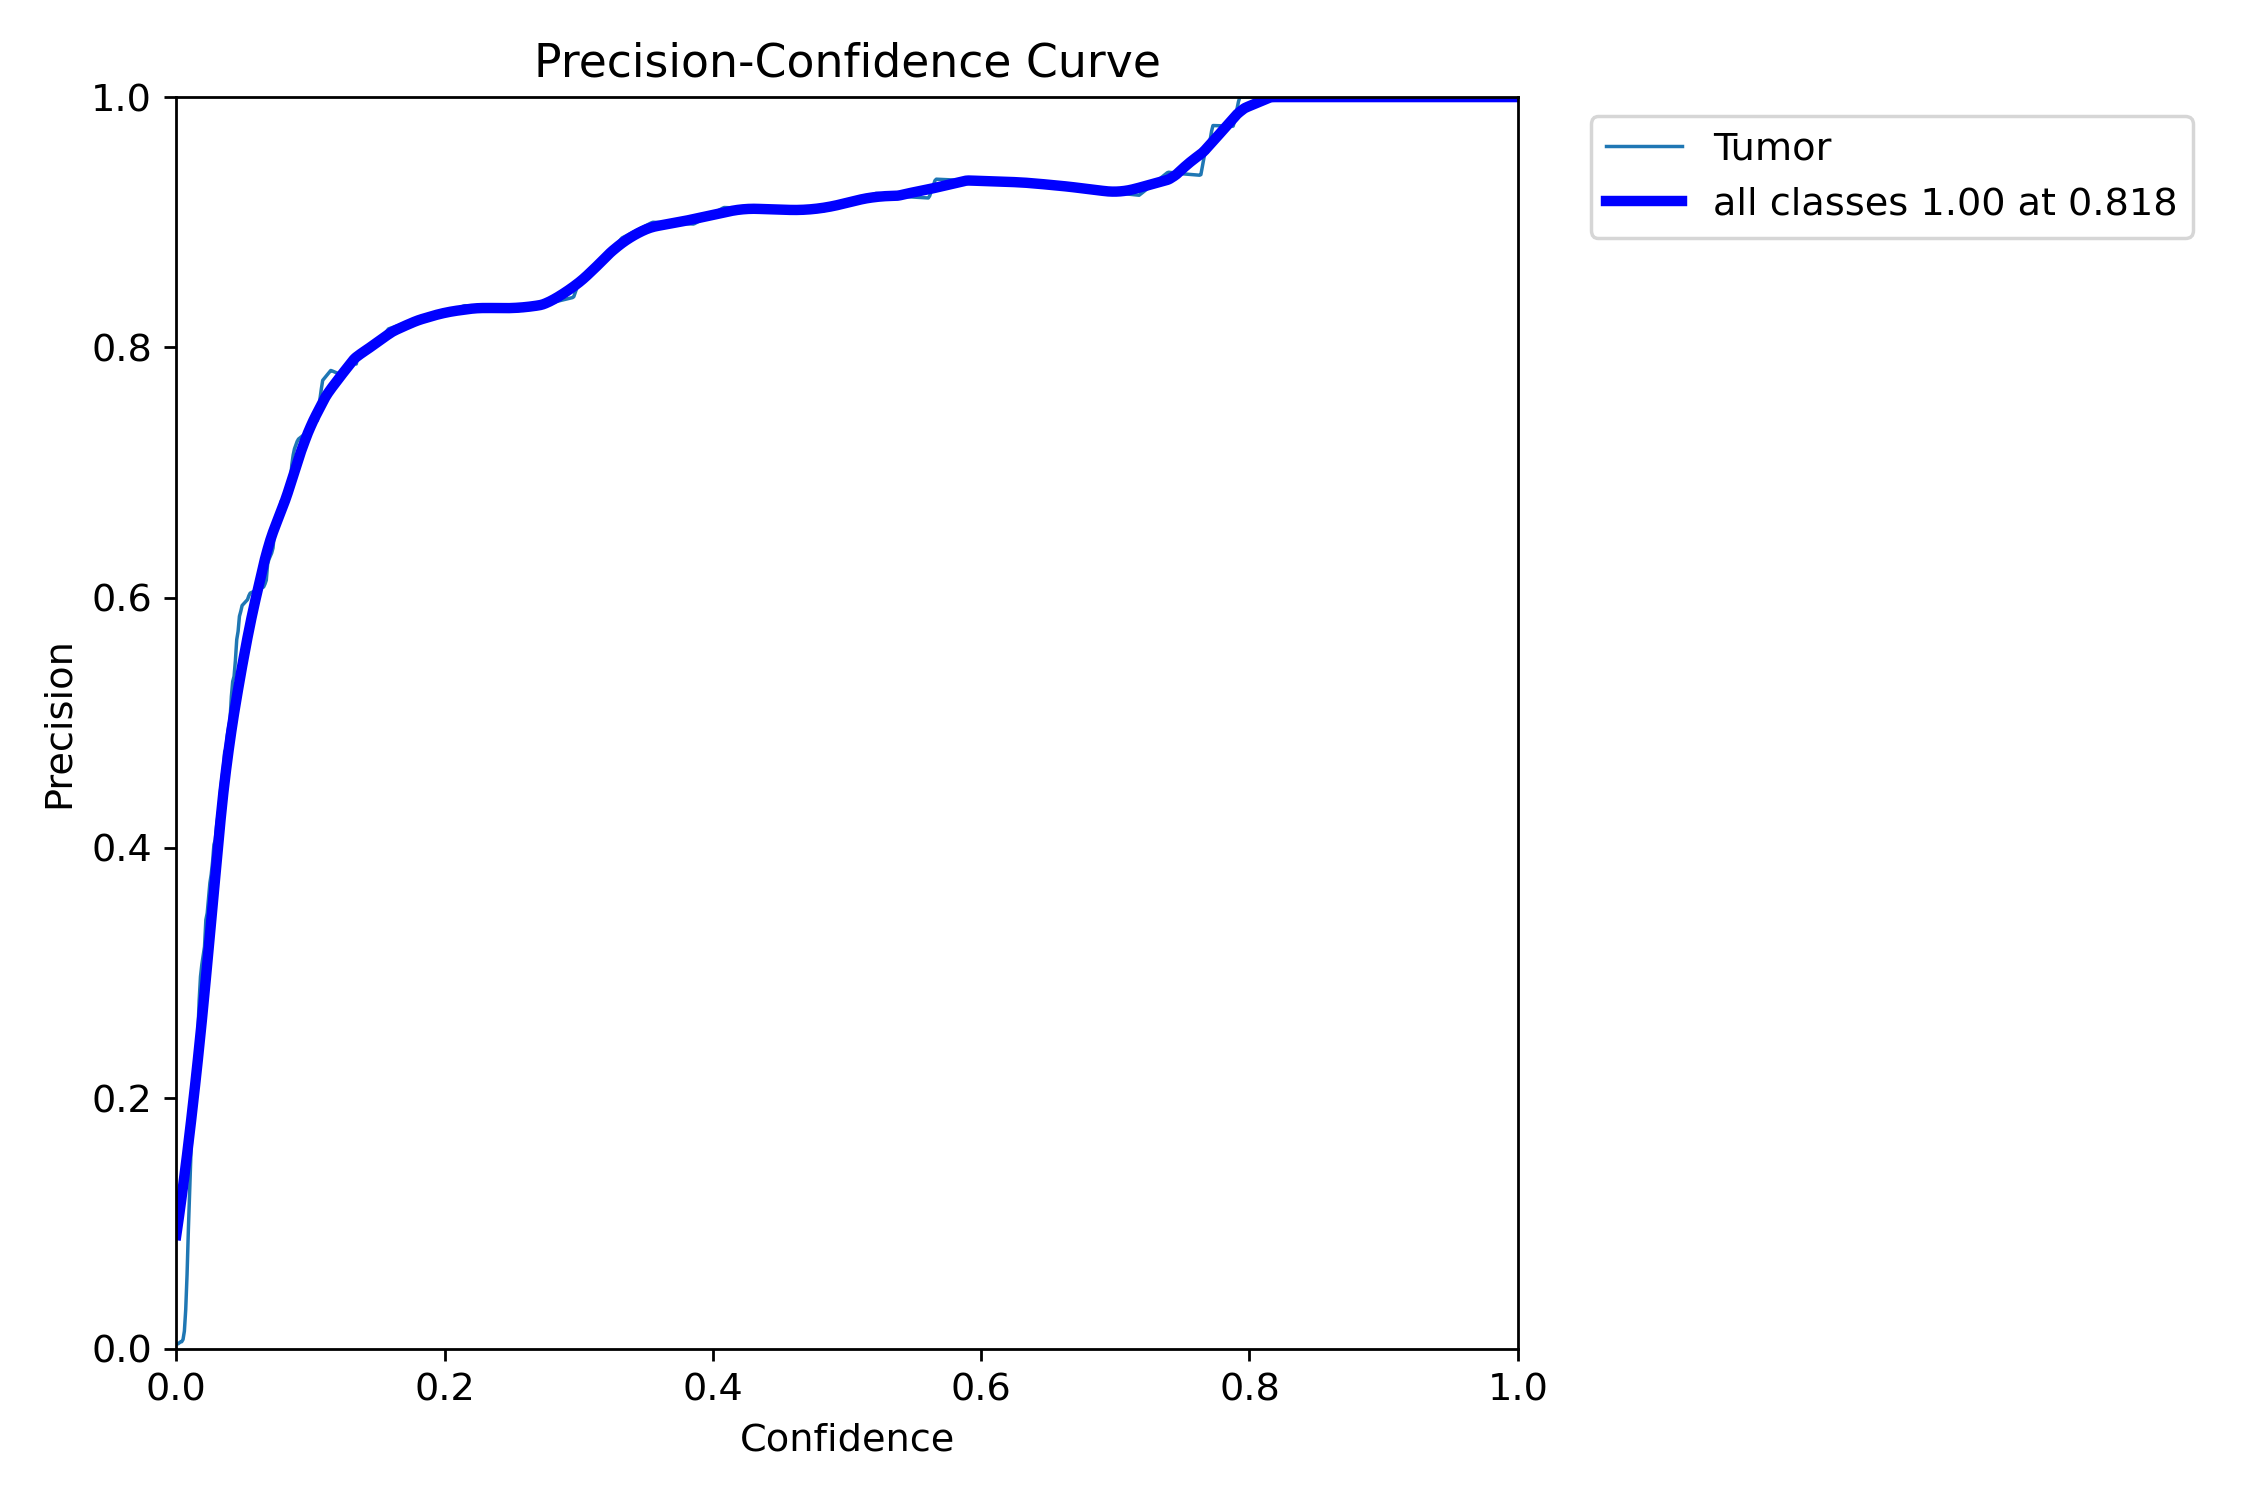 Precision-Confidence Curve
1.0
0.8
0.6
0.4
0.2
0.0
Precision
0.0 0.2 0.4 0.6 0.8 1.0
Confidence
Tumor
all classes 1.00 at 0.818